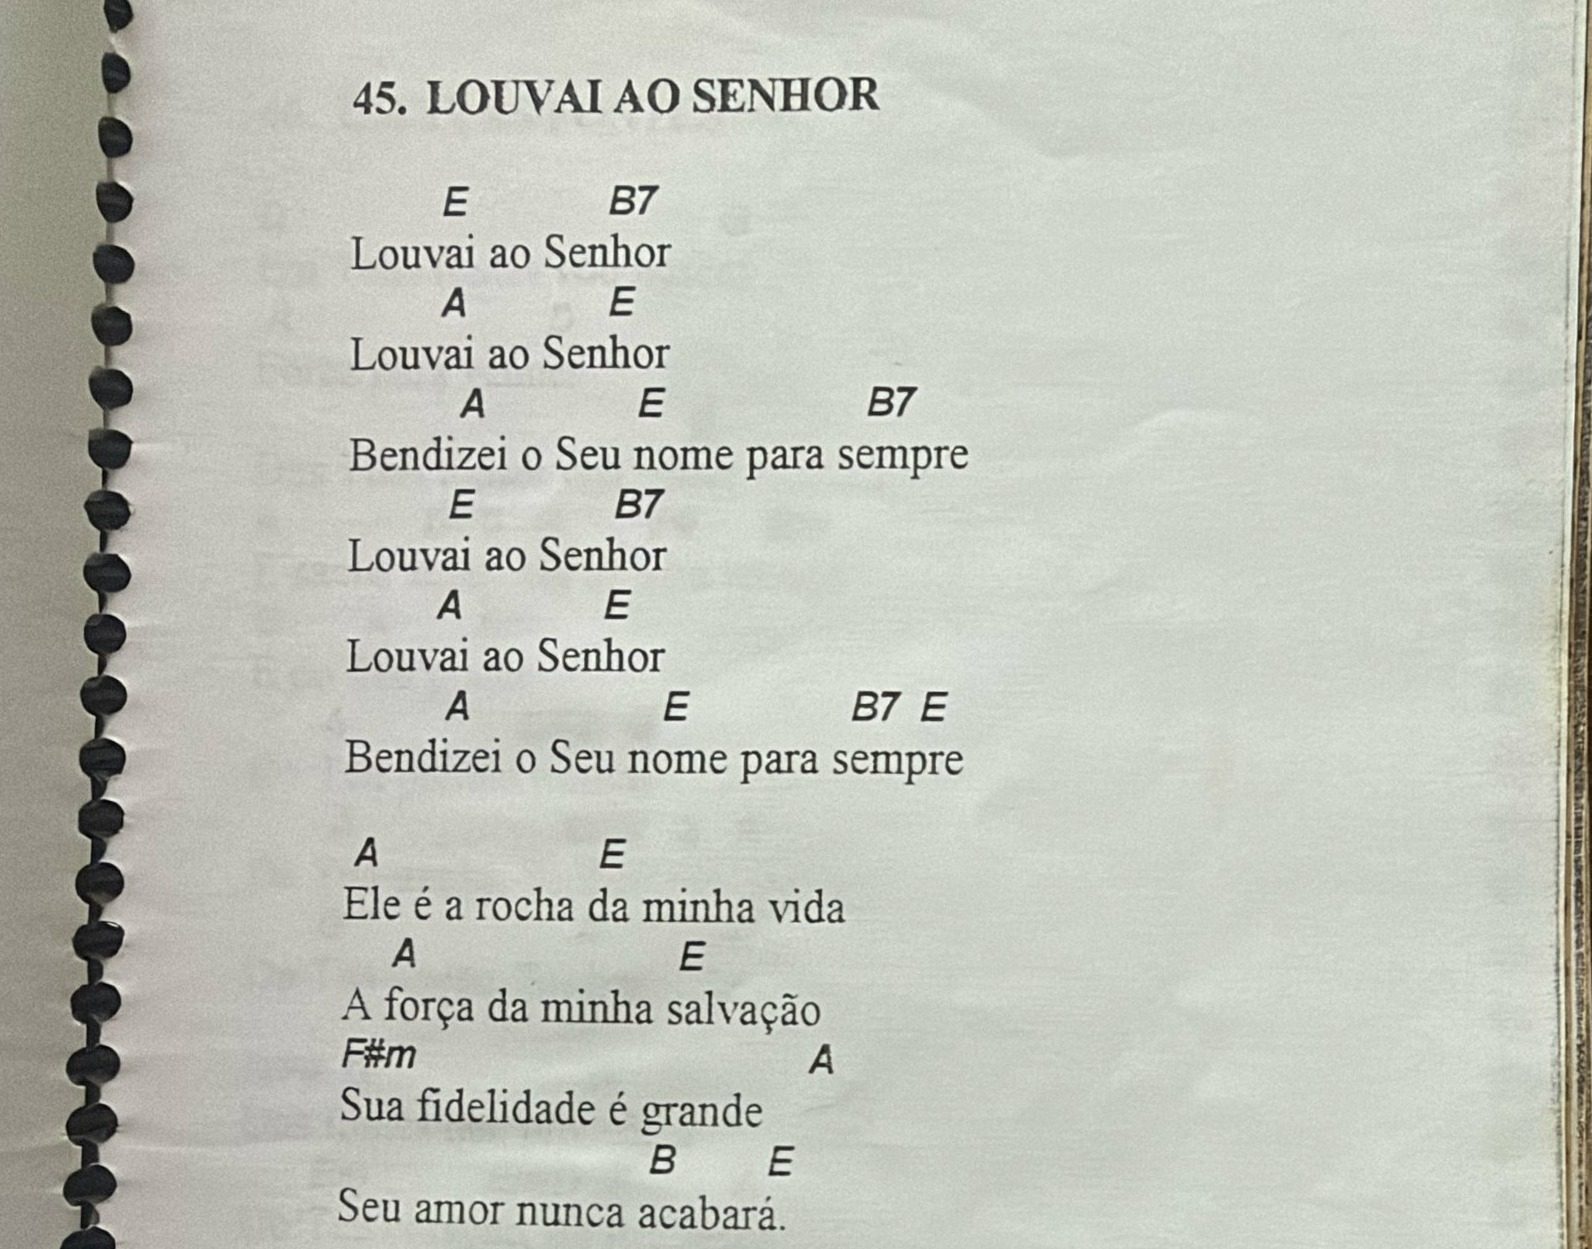 45. LOUVAI AO SENHOR
E B7
Louvai ao Senhor
A E
Louvai ao Senhor
A E B7
Bendizei o Seu nome para sempre
E B7
Louvai ao Senhor
A E
Louvai ao Senhor
A E B7 E
Bendizei o Seu nome para sempre
A E
Ele é a rocha da minha vida
A E
A força da minha salvação
F#m A
Sua fidelidade é grande
B E
Seu amor nunca acabará.